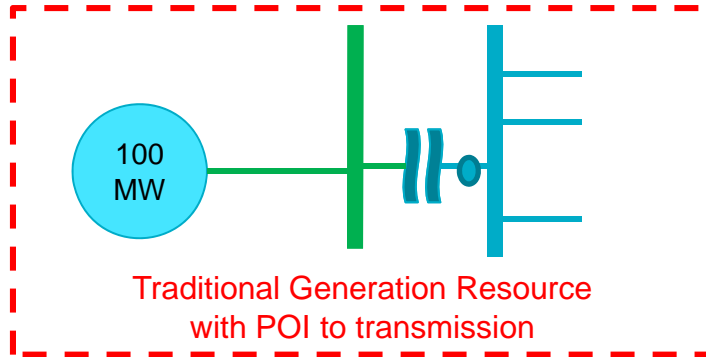 100
MW
Traditional Generation Resource
with POI to transmission